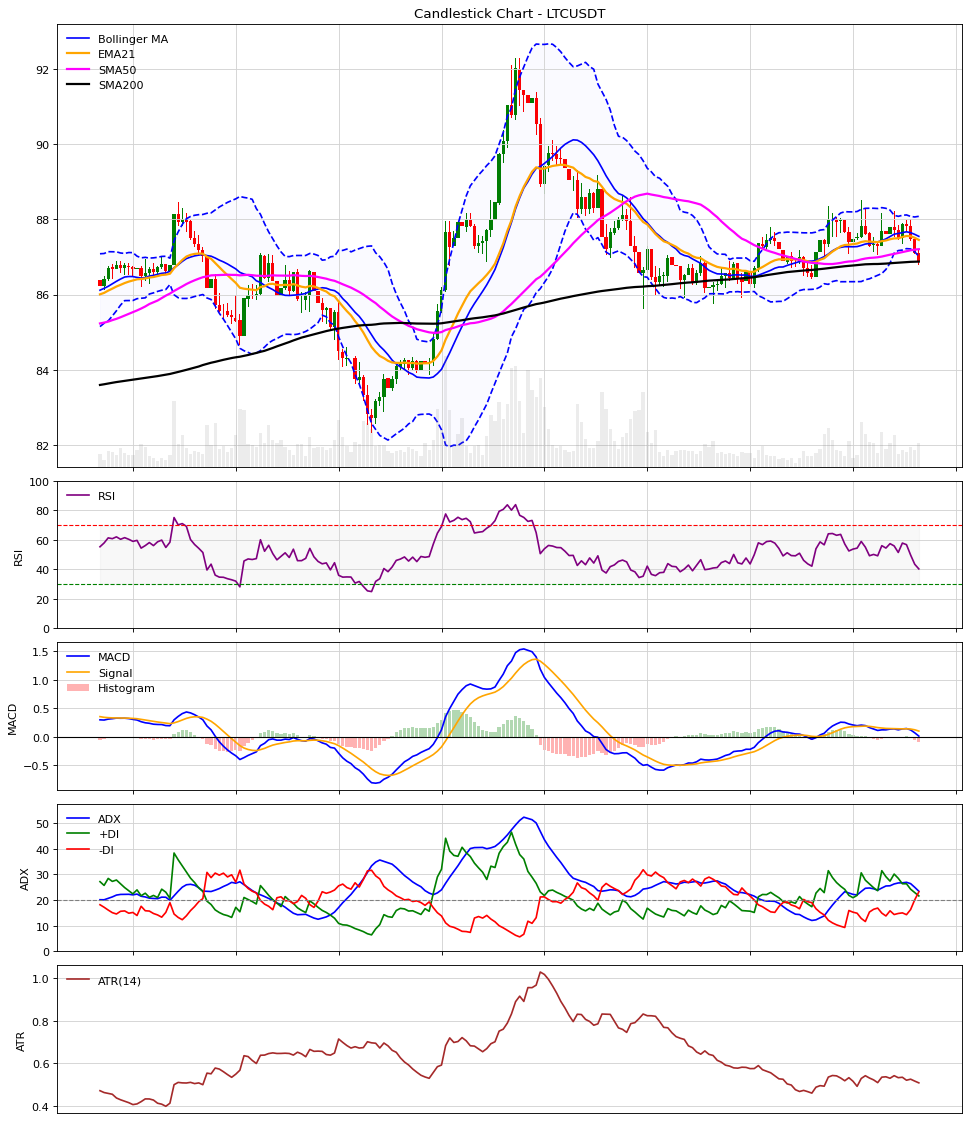 Candlestick Chart - LTCUSDT
Bollinger MA
EMA21
SMA50
SMA200
92
90
88
86
84
82
RSI
100
80
60
40
20
0
RSI
MACD
Signal
Histogram
1.5
1.0
0.5
0.0
−0.5
MACD
ADX
+DI
-DI
50
40
30
20
10
0
ADX
ATR(14)
1.0
0.8
0.6
0.4
ATR